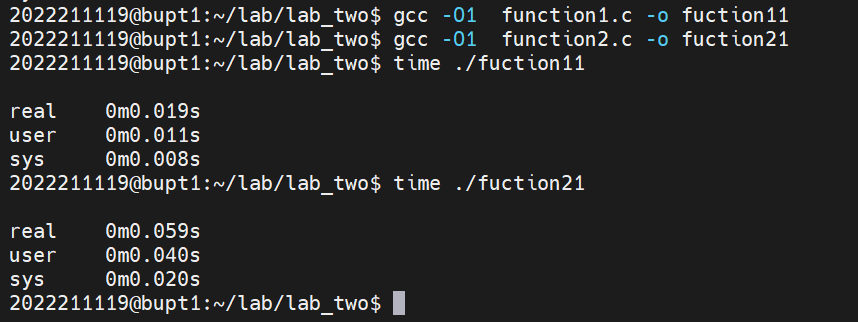 2022211119@bupt1:~/lab/lab_two$ gcc -O1  function1.c -o fuction11
2022211119@bupt1:~/lab/lab_two$ gcc -O1  function2.c -o fuction21
2022211119@bupt1:~/lab/lab_two$ time ./fuction11
real    0m0.019s
user    0m0.011s
sys     0m0.008s
2022211119@bupt1:~/lab/lab_two$ time ./fuction21
real    0m0.059s
user    0m0.040s
sys     0m0.020s
2022211119@bupt1:~/lab/lab_two$